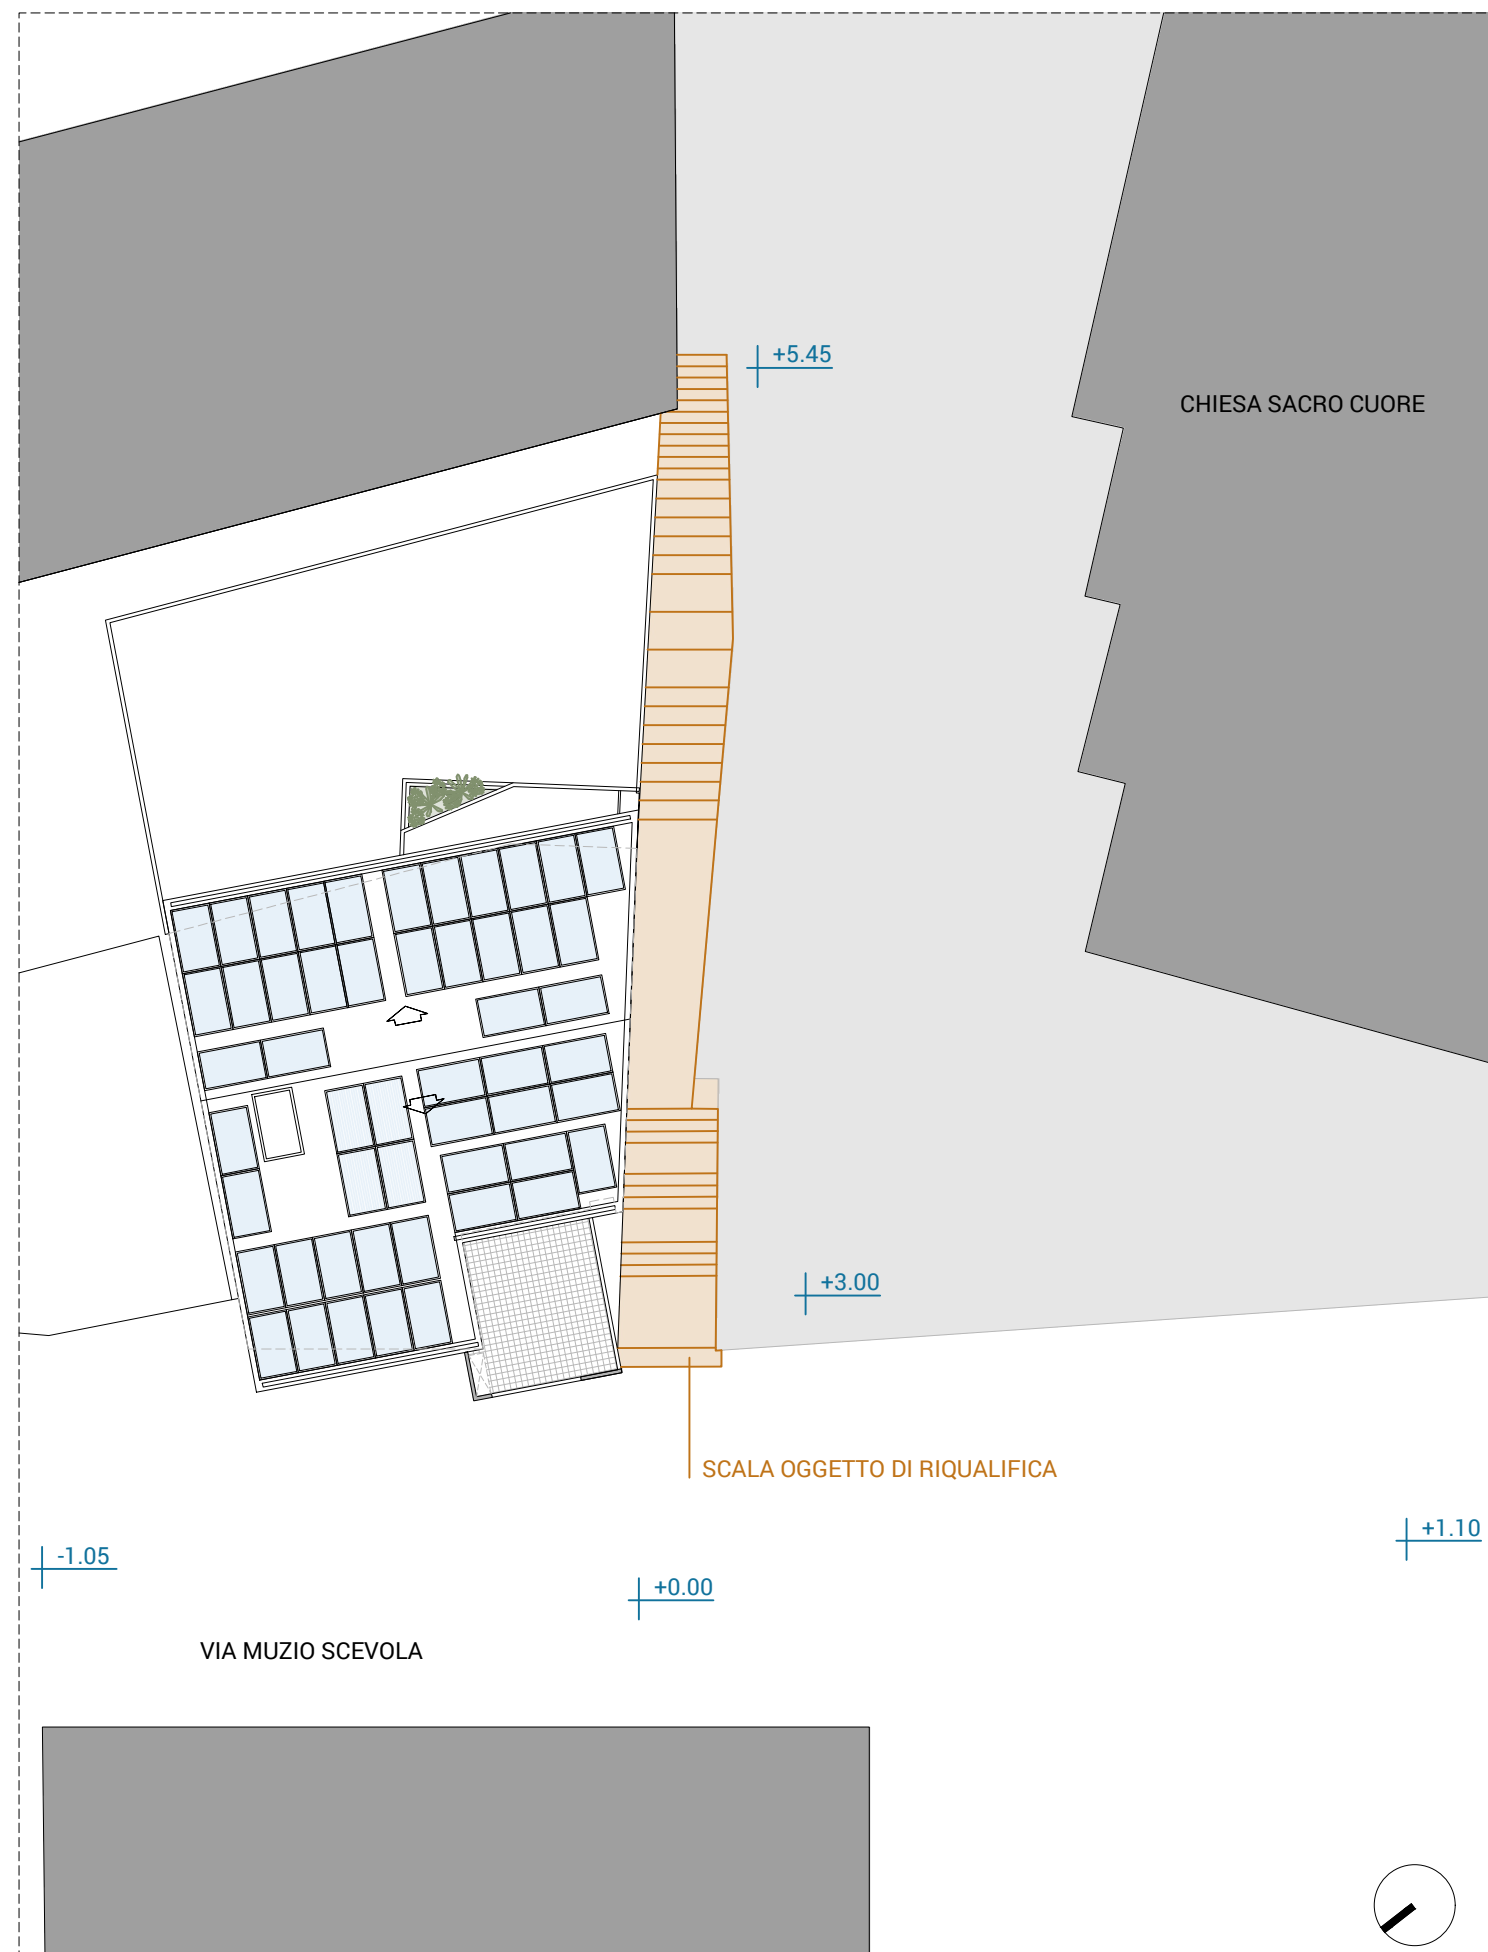 +5.45
CHIESA SACRO CUORE
+3.00
SCALA OGGETTO DI RIQUALIFICA
+1.10
-1.05
+0.00
VIA MUZIO SCEVOLA